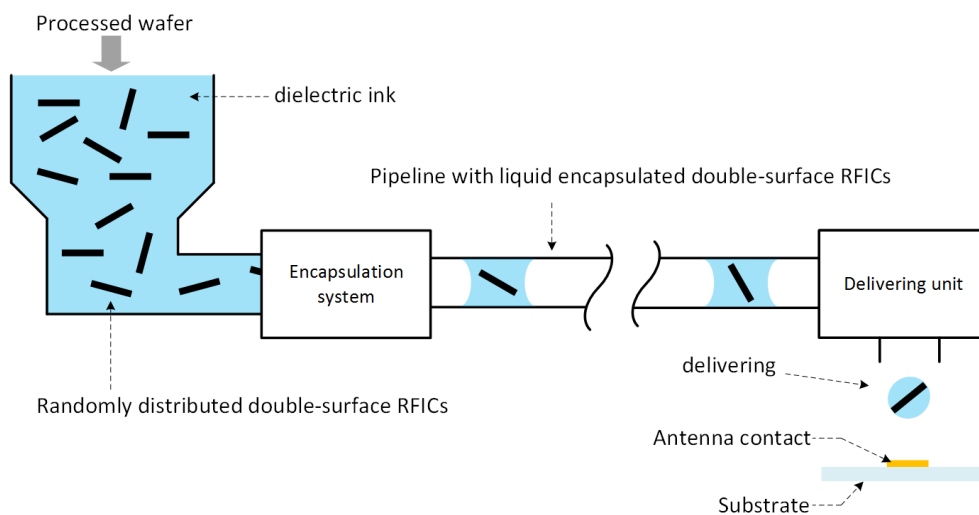 Processed wafer
dielectric ink
Pipeline with liquid encapsulated double-surface RFICs
Encapsulation
system
Delivering unit
delivering
Randomly distributed double-surface RFICs
Antenna contact
Substrate